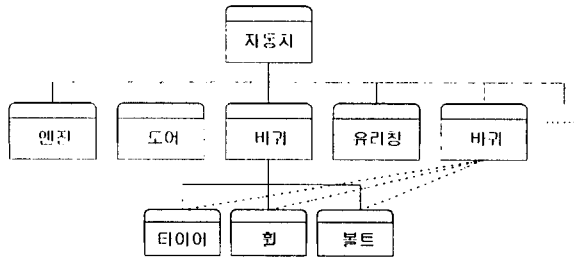 자동차
엔진 도어 바퀴 유리창 바퀴 ......
타이어 휠 볼트